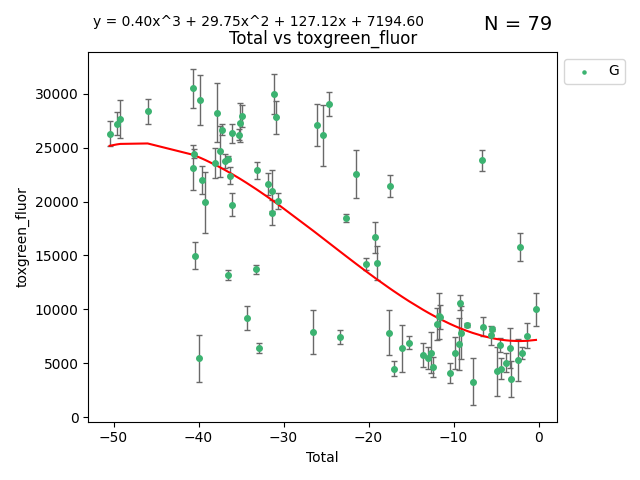 y = 0.40x^3 + 29.75x^2 + 127.12x + 7194.60
N = 79
Total vs toxgreen_fluor
G
30000
25000
20000
15000
10000
5000
0
toxgreen_fluor
−50
−40
−30
−20
−10
0
Total